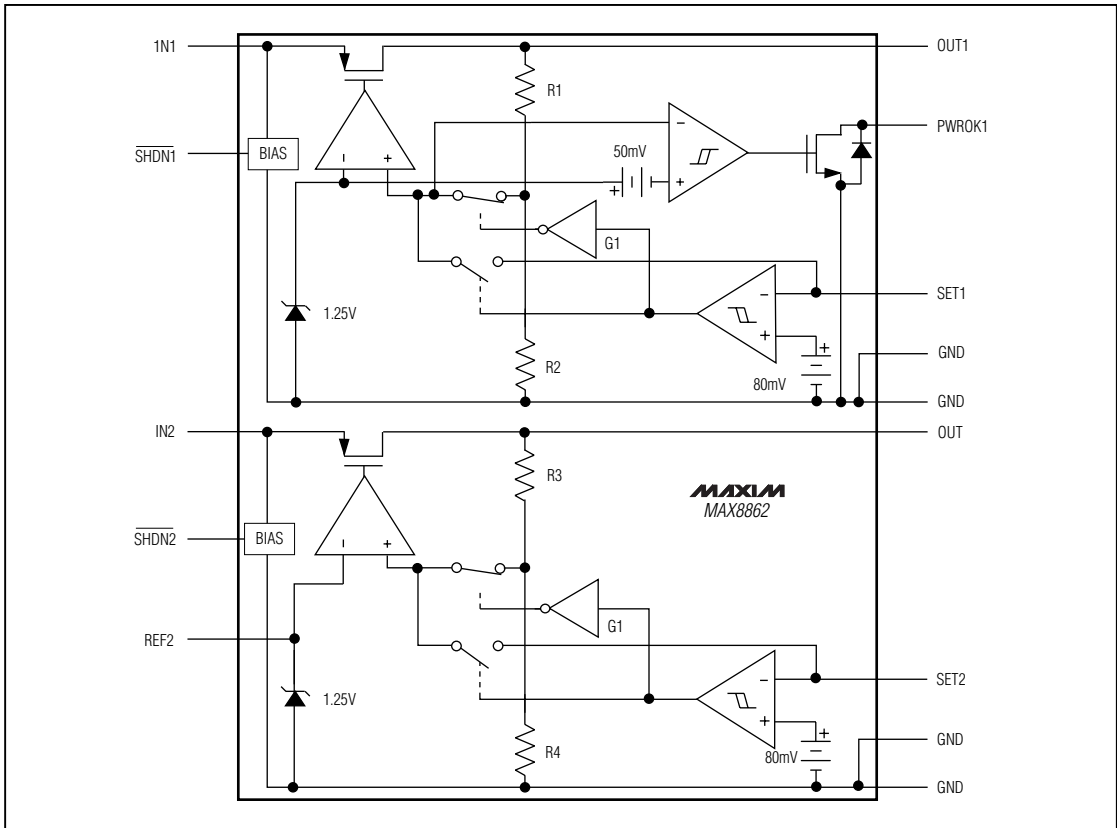 1N1
OUT1
R1
PWROK1
SHDN1
BIAS
50mV
−
+
− +
+
G1
1.25V
−
SET1
+
+
R2
GND
80mV
GND
IN2
OUT
R3
MAXIM
MAX8862
SHDN2
BIAS
− +
G1
REF2
−
SET2
1.25V
+
+
R4
GND
80mV
GND